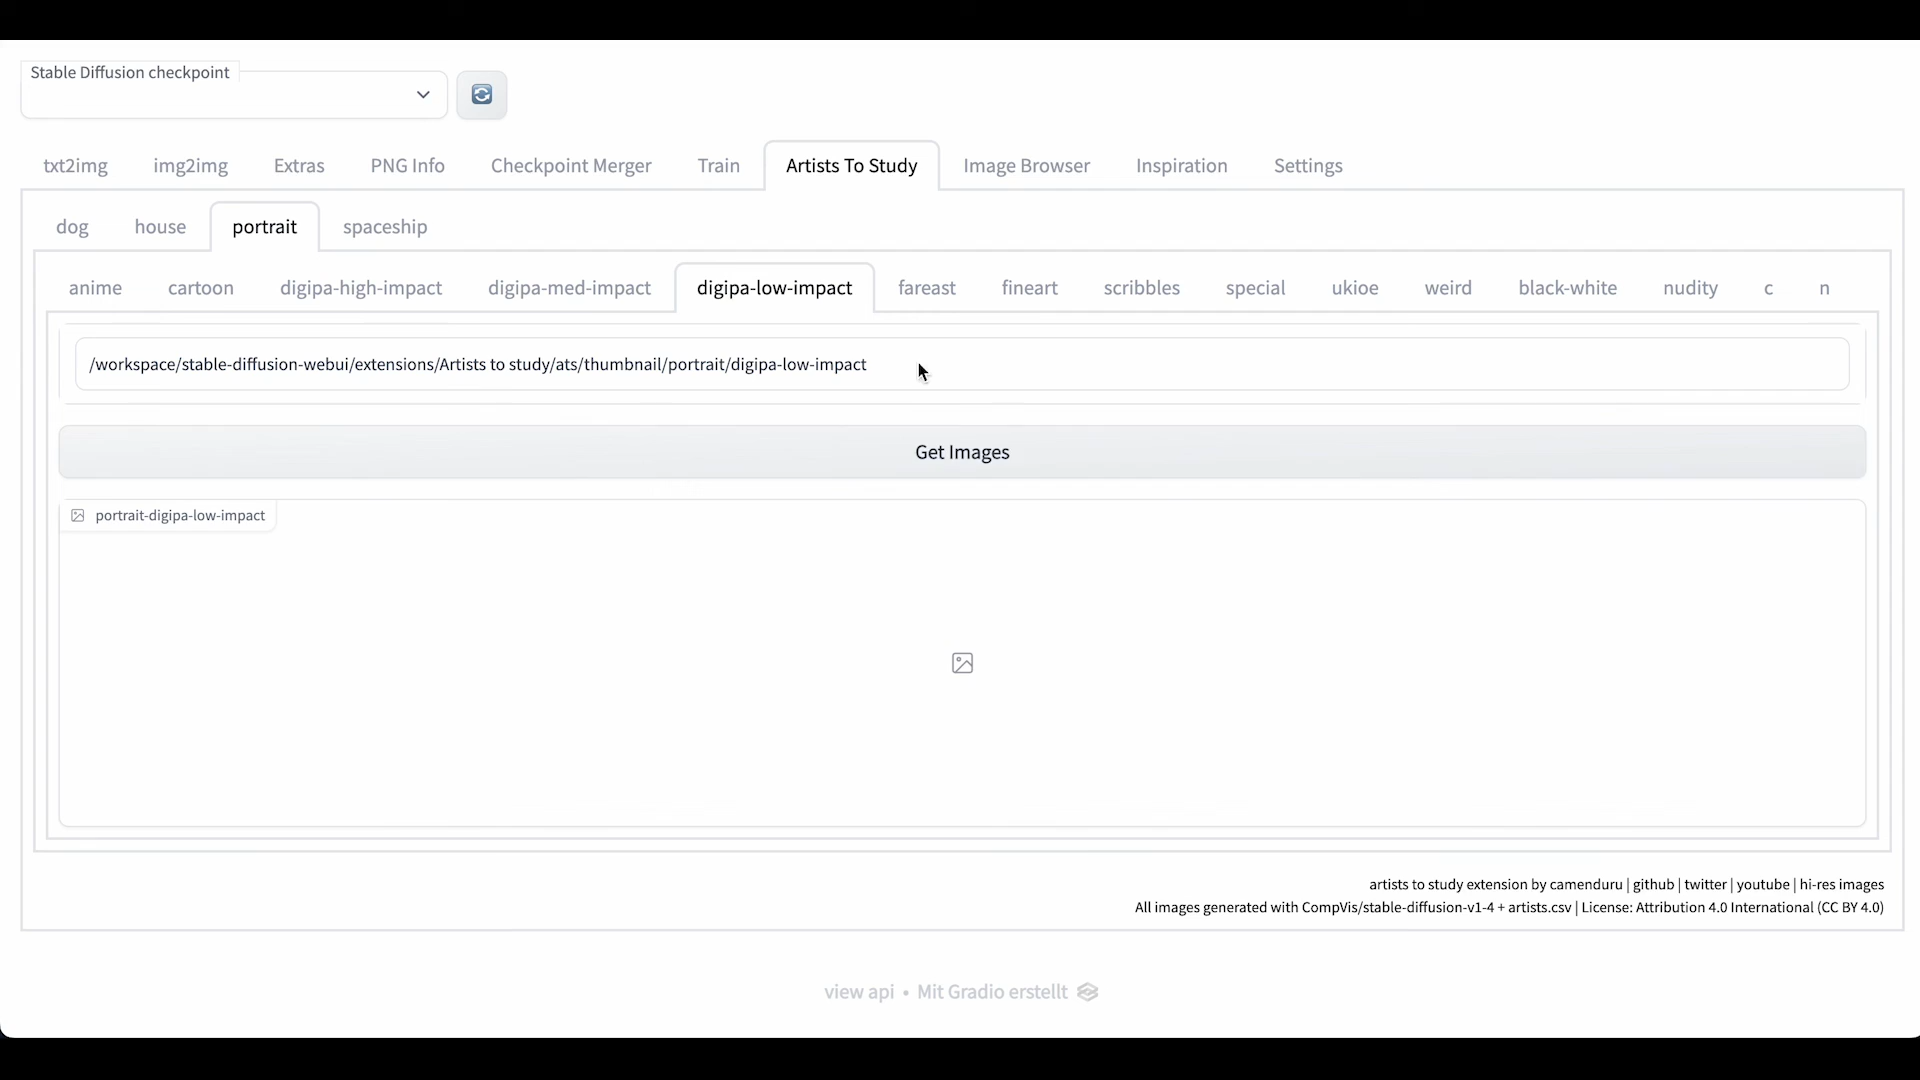 Stable Diffusion checkpoint
txt2img img2img Extras PNG Info Checkpoint Merger Train Artists To Study Image Browser Inspiration Settings
dog house portrait spaceship
anime cartoon digipa-high-impact digipa-med-impact digipa-low-impact fareast fineart scribbles special ukioe weird black-white nudity c n
/workspace/stable-diffusion-webui/extensions/Artists to study/ats/thumbnail/portrait/digipa-low-impact
Get Images
portrait-digipa-low-impact
artists to study extension by camenduru | github | twitter | youtube | hi-res images
All images generated with CompVis/stable-diffusion-v1-4 + artists.csv | License: Attribution 4.0 International (CC BY 4.0)
view api • Mit Gradio erstellt